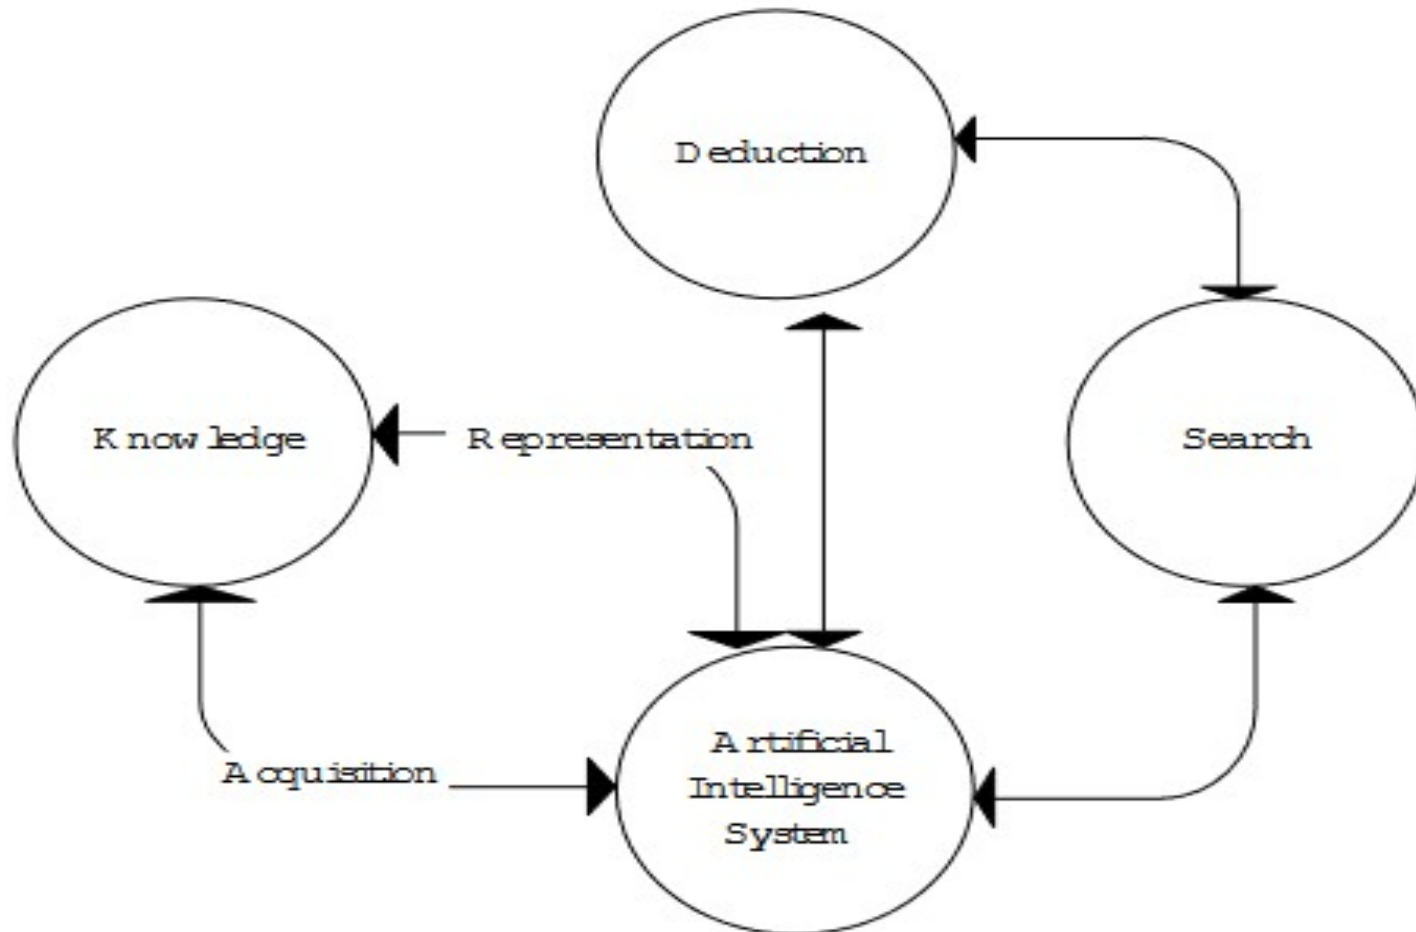 Deduction
Knowledge
Representation
Search
Acquisition
Artificial
Intelligence
System